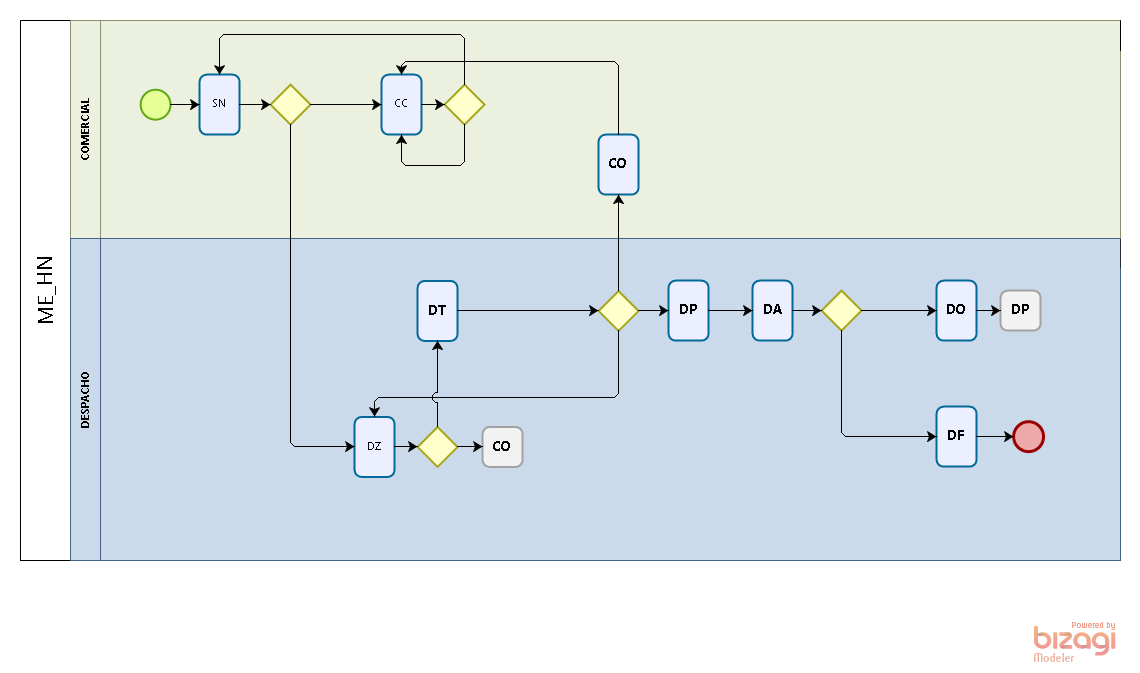 ME_HN
COMERCIAL
SN
CC
CO
DESPACHO
DT
DP
DA
DO
DP
DZ
CO
DF
Powered by
bizagi
Modeler